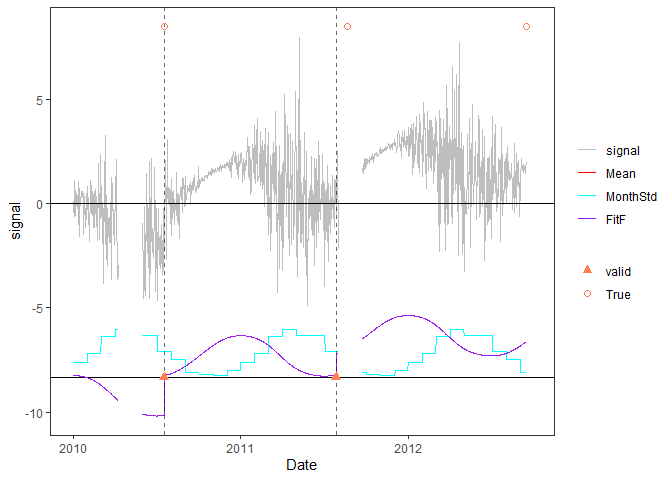 5
0
-5
-10
signal
2010
2011
2012
Date
signal
Mean
MonthStd
FitF
valid
True